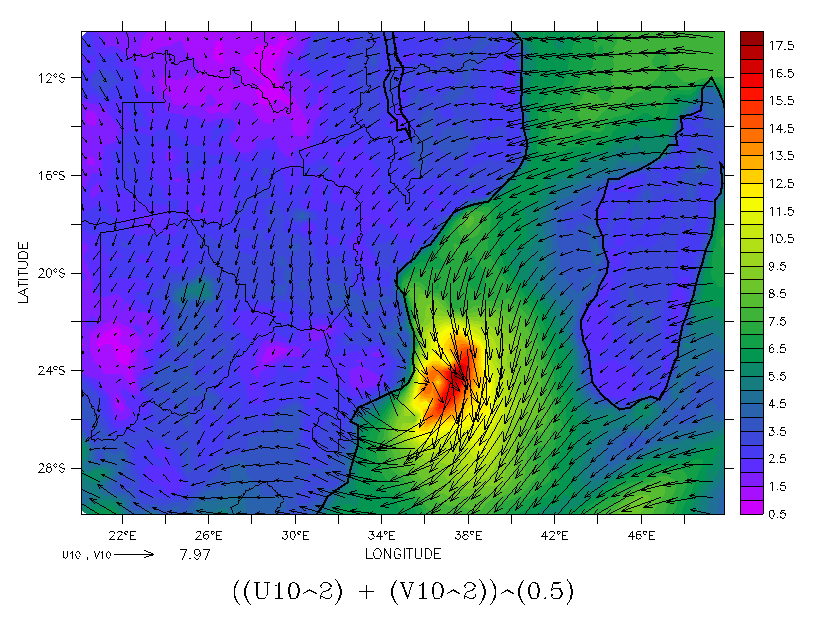 12°S
16°S
20°S
24°S
28°S
LATITUDE
22°E 26°E 30°E 34°E 38°E 42°E 46°E
LONGITUDE
U10 , V10 7.97
((U10^2) + (V10^2))^(0.5)
17.5
16.5
15.5
14.5
13.5
12.5
11.5
10.5
9.5
8.5
7.5
6.5
5.5
4.5
3.5
2.5
1.5
0.5